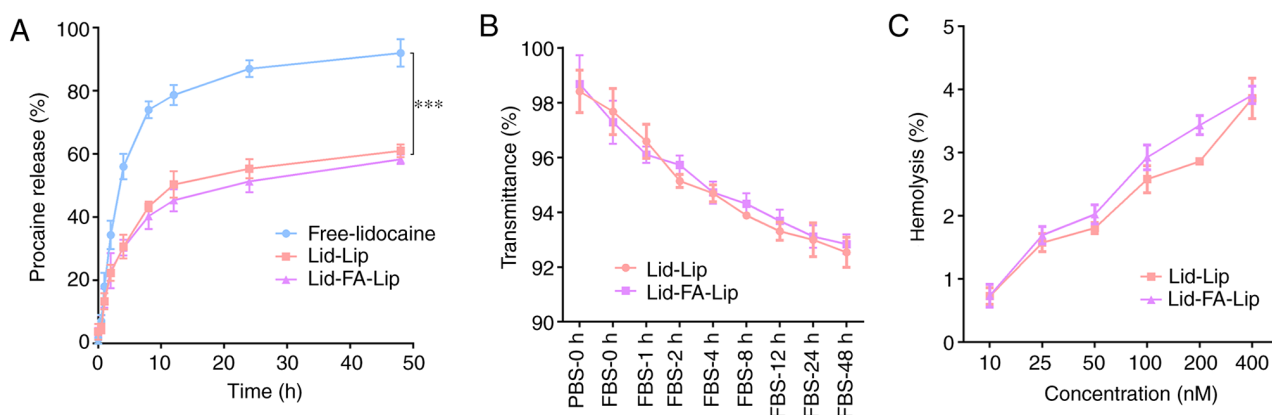 A
Procaine release (%)
100
80
60
40
20
0
0
10
20
30
40
50
Time (h)
***
Free-lidocaine
Lid-Lip
Lid-FA-Lip
B
Transmittance (%)
100
98
96
94
92
90
Lid-Lip
Lid-FA-Lip
PBS-0 h
FBS-0 h
FBS-1 h
FBS-2 h
FBS-4 h
FBS-8 h
FBS-12 h
FBS-24 h
FBS-48 h
C
Hemolysis (%)
5
4
3
2
1
0
Lid-Lip
Lid-FA-Lip
10
25
50
100
200
400
Concentration (nM)